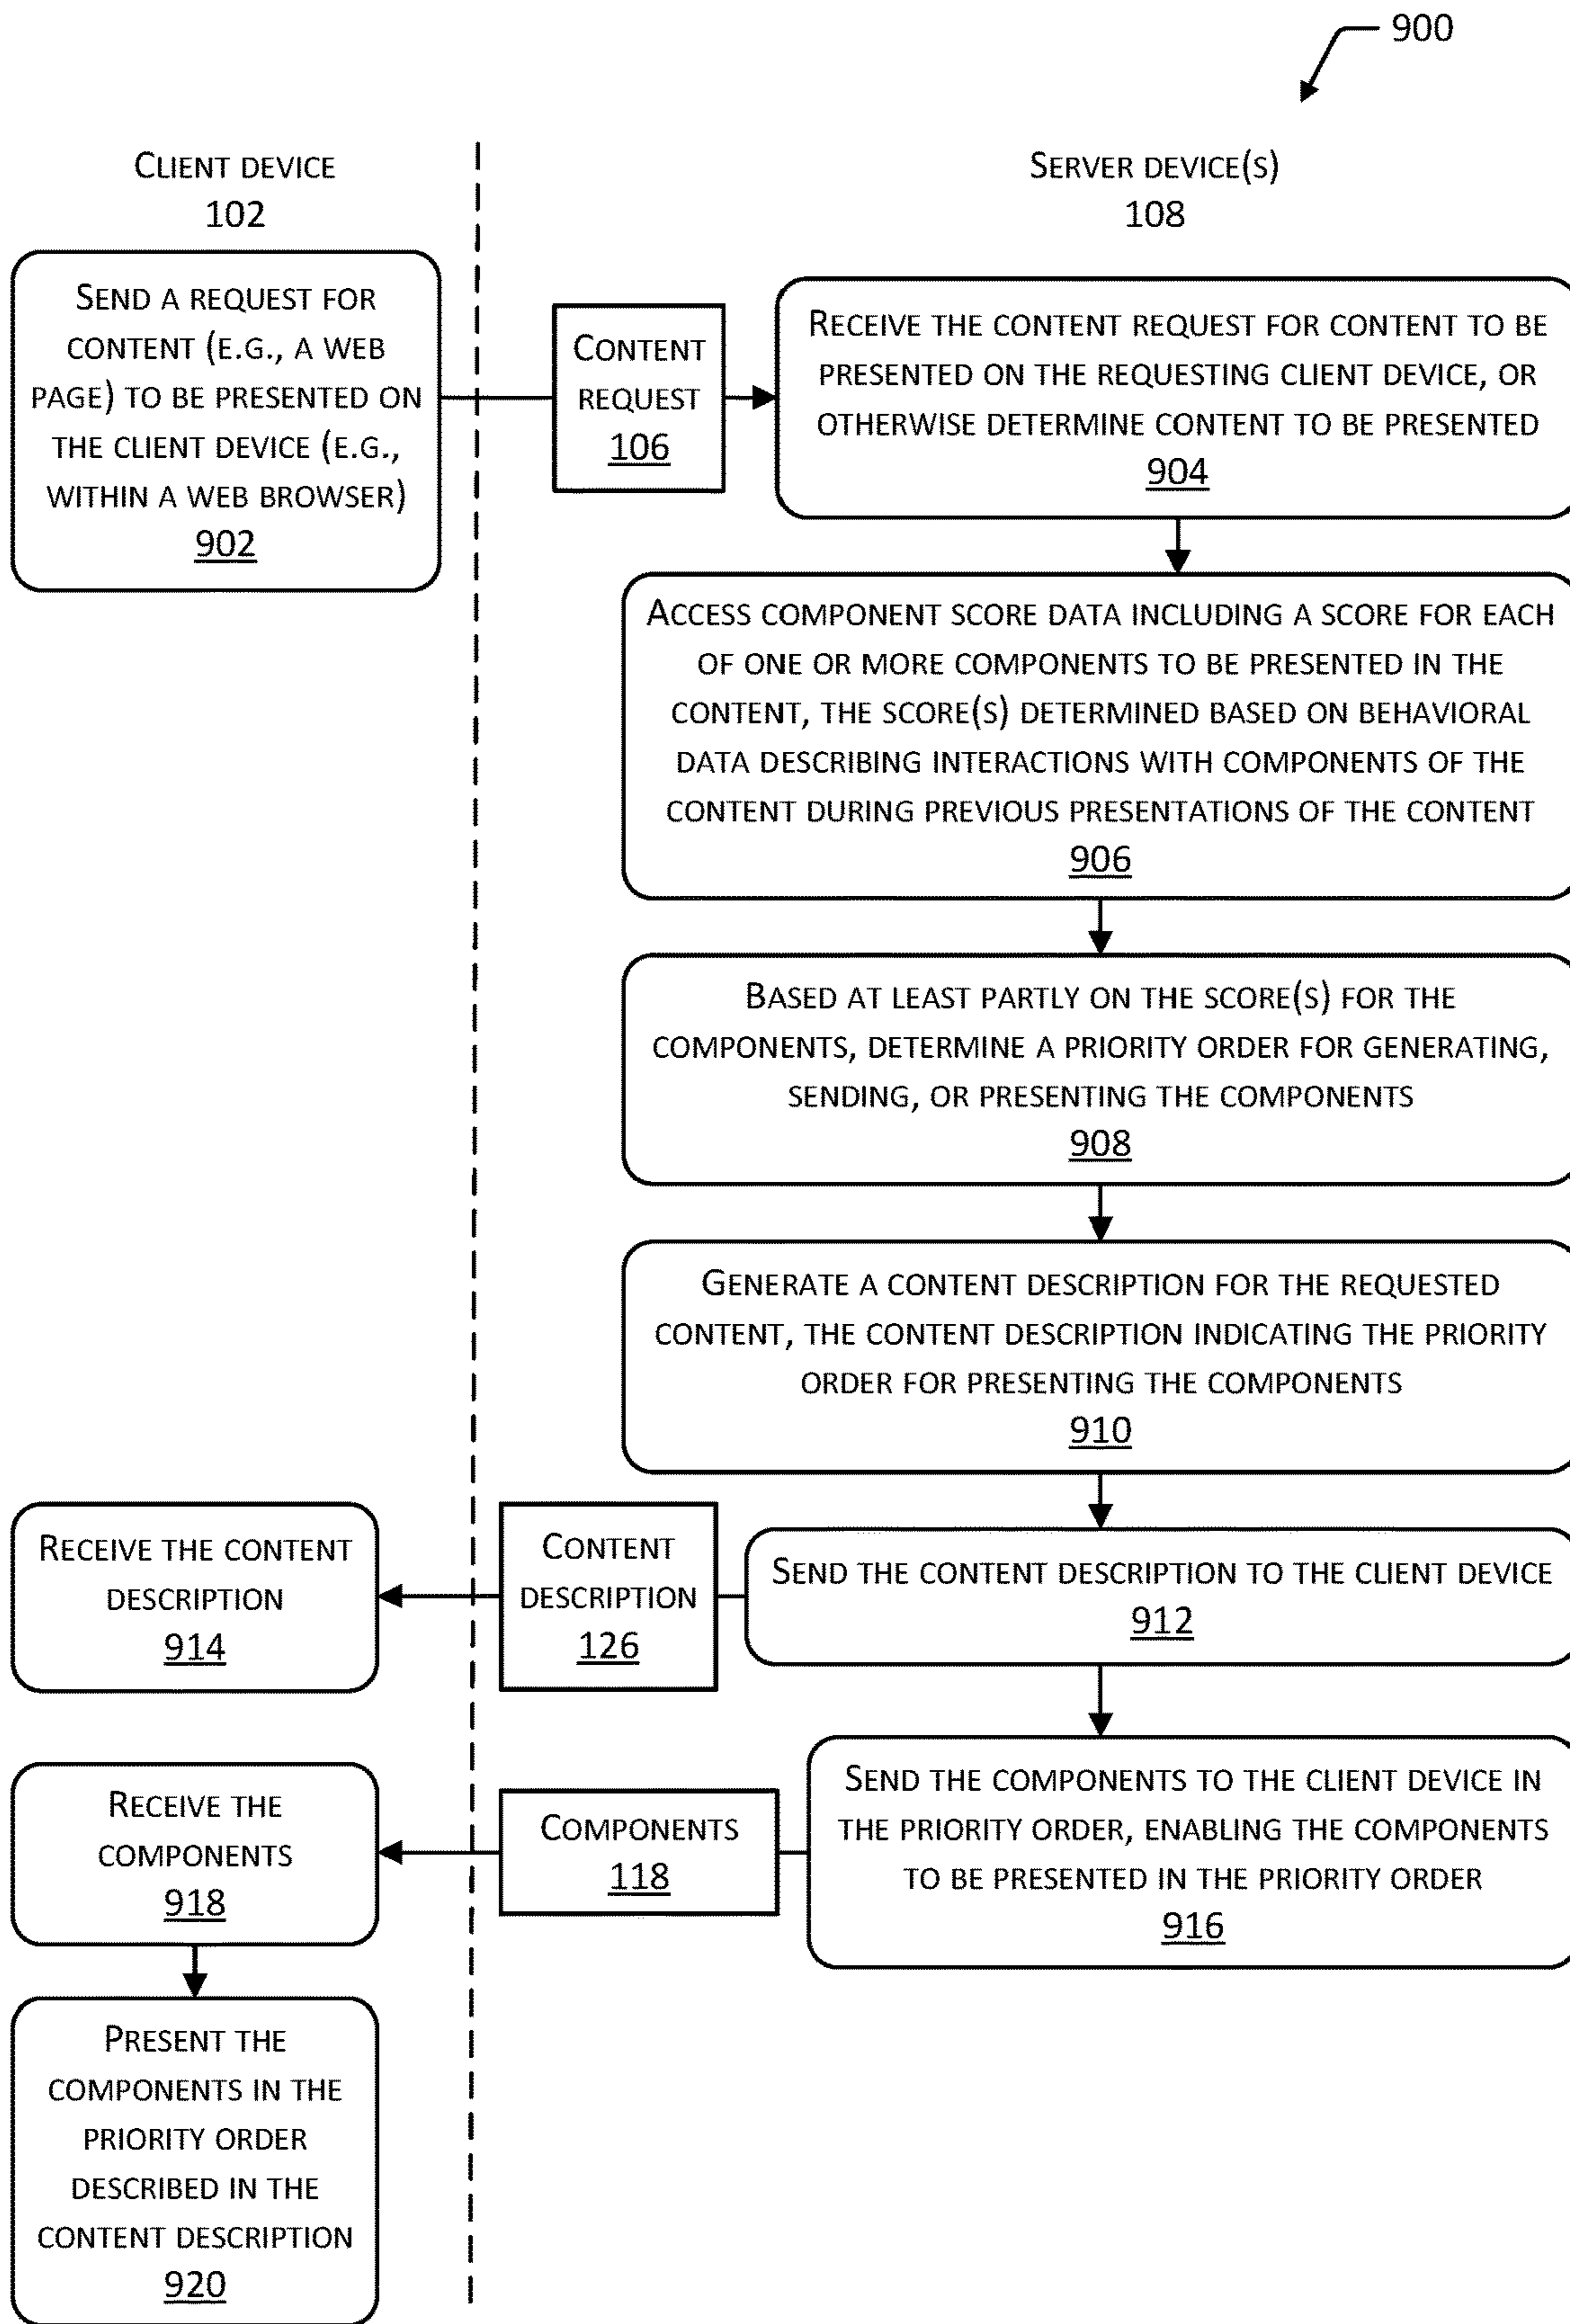 900
CLIENT DEVICE
102
SERVER DEVICE(S)
108
SEND A REQUEST FOR
CONTENT (E.G., A WEB
PAGE) TO BE PRESENTED ON
THE CLIENT DEVICE (E.G.,
WITHIN A WEB BROWSER)
902
CONTENT
REQUEST
106
RECEIVE THE CONTENT REQUEST FOR CONTENT TO BE
PRESENTED ON THE REQUESTING CLIENT DEVICE, OR
OTHERWISE DETERMINE CONTENT TO BE PRESENTED
904
ACCESS COMPONENT SCORE DATA INCLUDING A SCORE FOR EACH
OF ONE OR MORE COMPONENTS TO BE PRESENTED IN THE
CONTENT, THE SCORE(S) DETERMINED BASED ON BEHAVIORAL
DATA DESCRIBING INTERACTIONS WITH COMPONENTS OF THE
CONTENT DURING PREVIOUS PRESENTATIONS OF THE CONTENT
906
BASED AT LEAST PARTLY ON THE SCORE(S) FOR THE
COMPONENTS, DETERMINE A PRIORITY ORDER FOR GENERATING,
SENDING, OR PRESENTING THE COMPONENTS
908
GENERATE A CONTENT DESCRIPTION FOR THE REQUESTED
CONTENT, THE CONTENT DESCRIPTION INDICATING THE PRIORITY
ORDER FOR PRESENTING THE COMPONENTS
910
SEND THE CONTENT DESCRIPTION TO THE CLIENT DEVICE
912
CONTENT
DESCRIPTION
126
RECEIVE THE CONTENT
DESCRIPTION
914
SEND THE COMPONENTS TO THE CLIENT DEVICE IN
THE PRIORITY ORDER, ENABLING THE COMPONENTS
TO BE PRESENTED IN THE PRIORITY ORDER
916
COMPONENTS
118
RECEIVE THE
COMPONENTS
918
PRESENT THE
COMPONENTS IN THE
PRIORITY ORDER
DESCRIBED IN THE
CONTENT DESCRIPTION
920